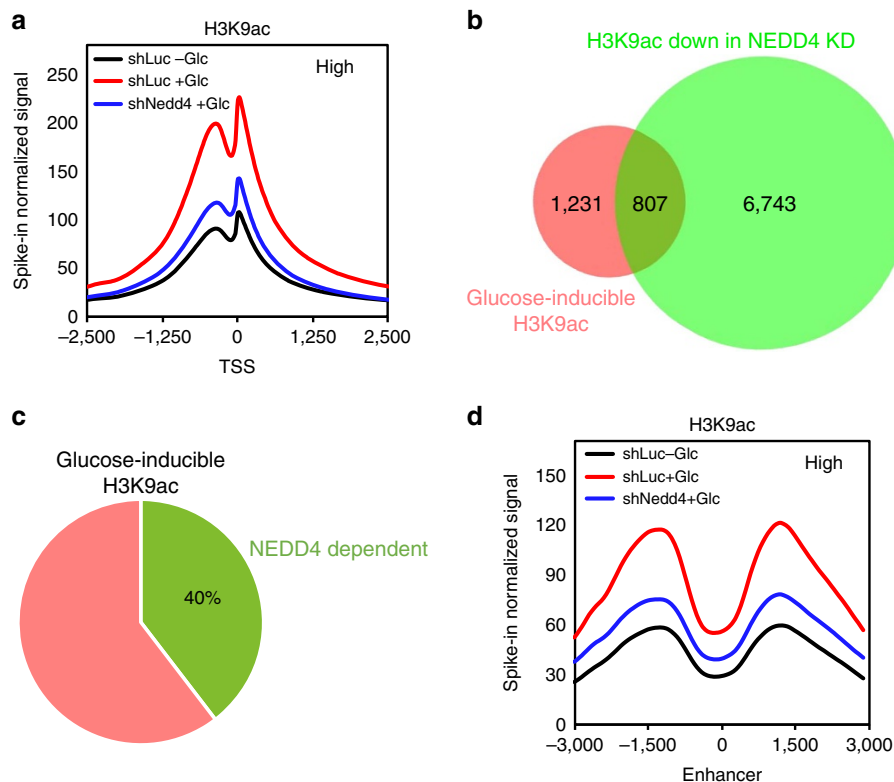 a
H3K9ac
shLuc –Glc
shLuc +Glc
shNedd4 +Glc
High
Spike-in normalized signal
250
200
150
100
50
0
–2,500
–1,250
0
1,250
2,500
TSS
b
H3K9ac down in NEDD4 KD
1,231
807
6,743
Glucose-inducible
H3K9ac
c
Glucose-inducible
H3K9ac
NEDD4 dependent
40%
d
H3K9ac
shLuc–Glc
shLuc+Glc
shNedd4+Glc
High
Spike-in normalized signal
150
120
90
60
30
0
–3,000
–1,500
0
1,500
3,000
Enhancer